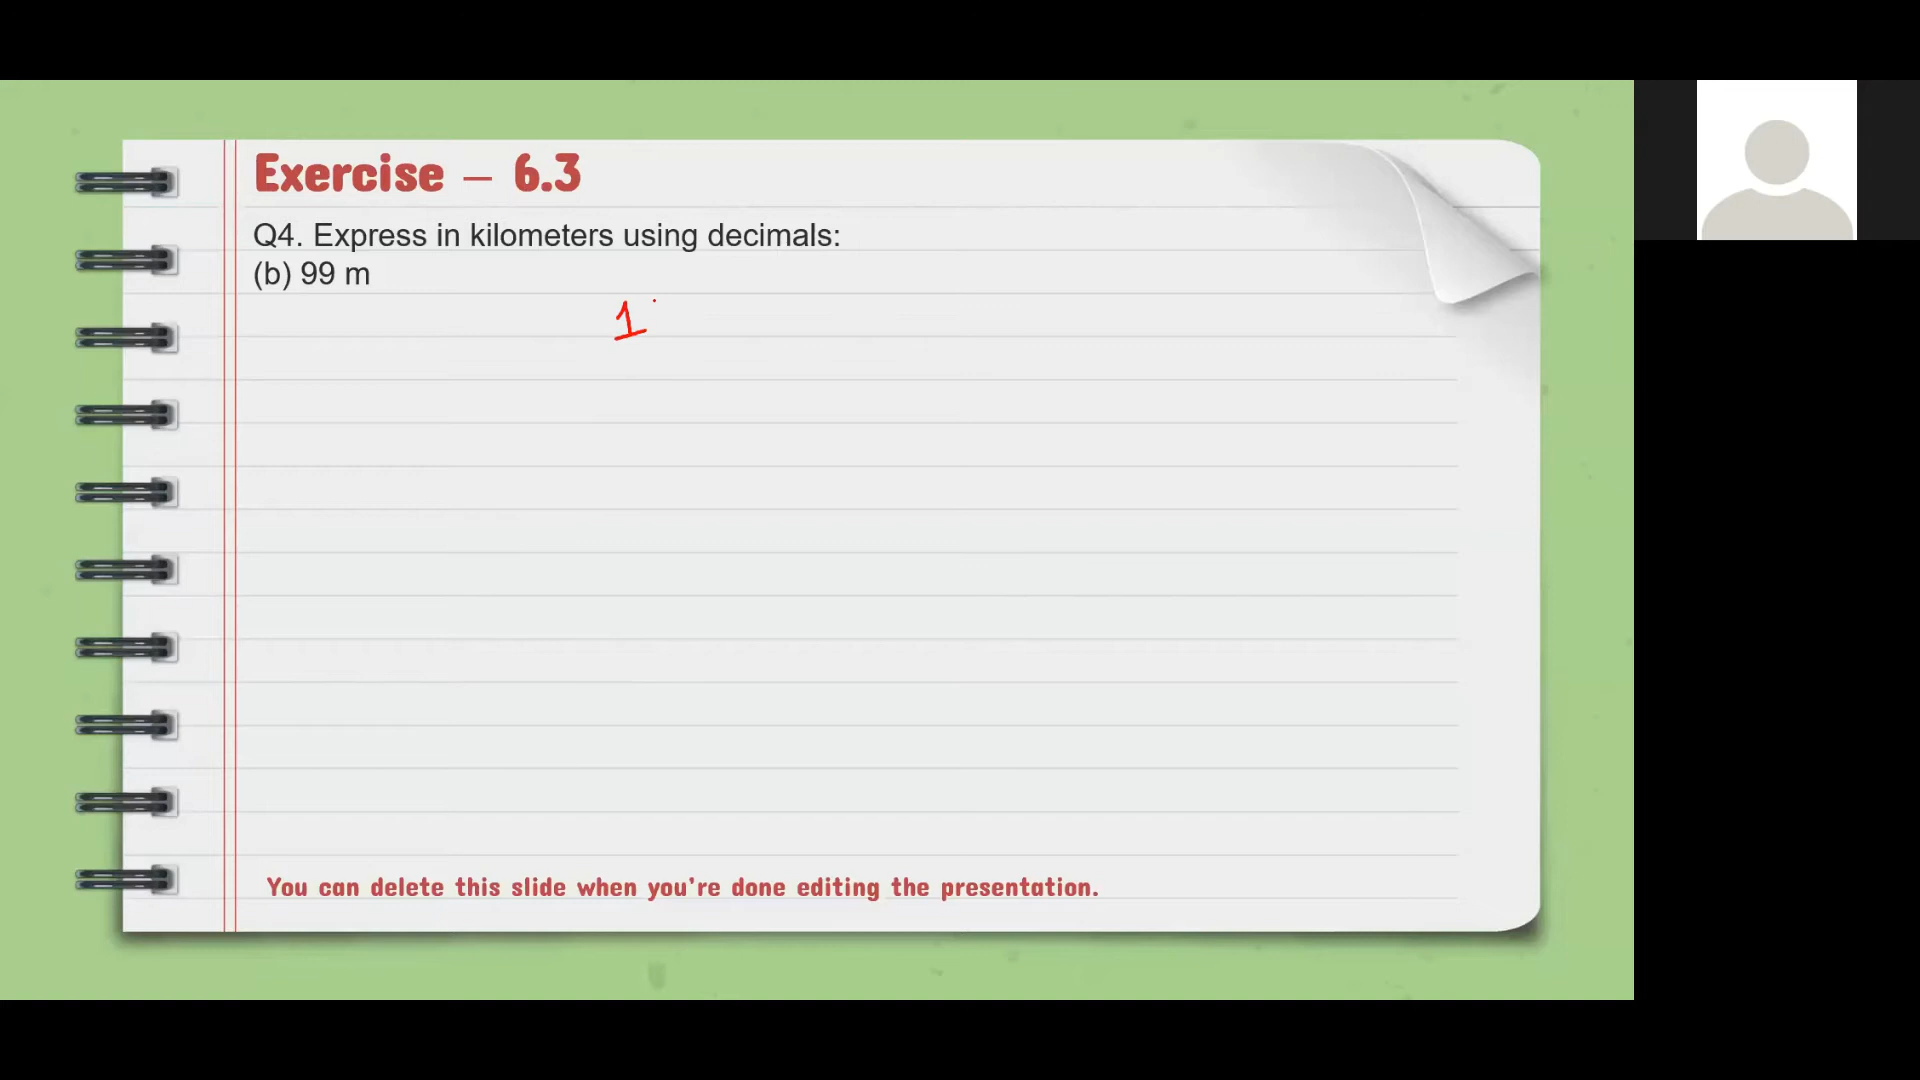 Exercise – 6.3
Q4. Express in kilometers using decimals:
(b) 99 m
1
You can delete this slide when you're done editing the presentation.